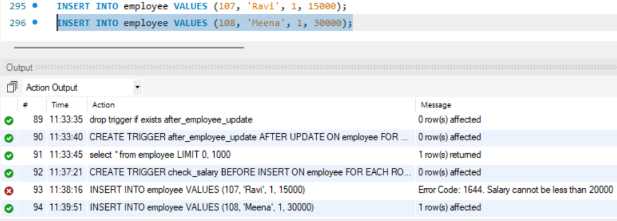 295 INSERT INTO employee VALUES (107, 'Ravi', 1, 15000);
296 INSERT INTO employee VALUES (108, 'Meena', 1, 30000);
Output
Action Output
# Time Action Message
89 11:33:35 drop trigger if exists after_employee_update 0 row(s) affected
90 11:33:40 CREATE TRIGGER after_employee_update AFTER UPDATE ON employee FOR ... 0 row(s) affected
91 11:33:45 select * from employee LIMIT 0, 1000 1 row(s) returned
92 11:37:21 CREATE TRIGGER check_salary BEFORE INSERT ON employee FOR EACH RO... 0 row(s) affected
93 11:38:16 INSERT INTO employee VALUES (107, 'Ravi', 1, 15000) Error Code: 1644. Salary cannot be less than 20000
94 11:39:51 INSERT INTO employee VALUES (108, 'Meena', 1, 30000) 1 row(s) affected